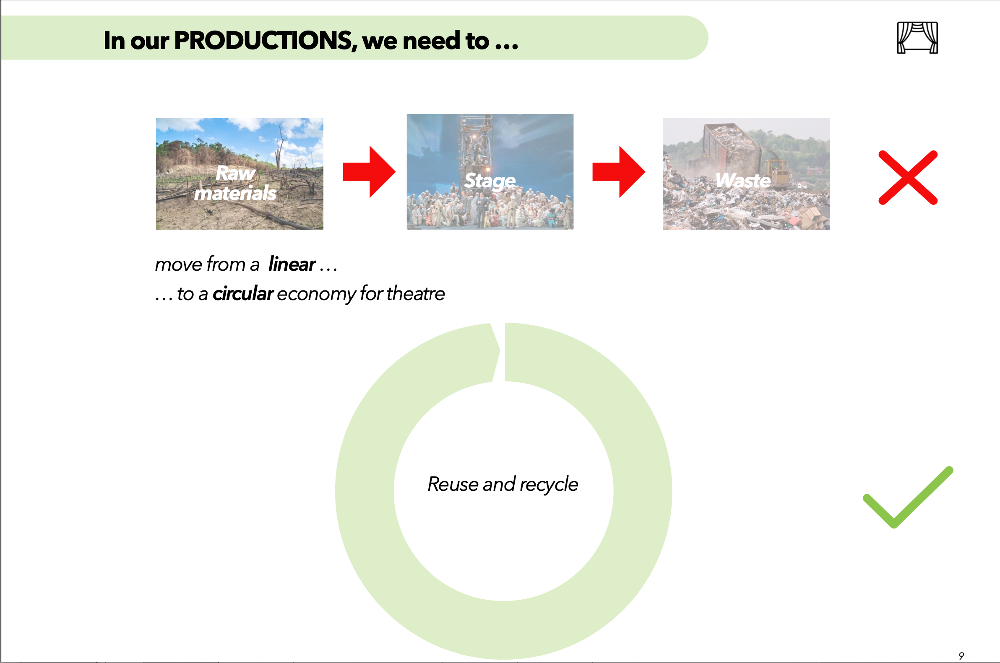 In our PRODUCTIONS, we need to ...
Raw
materials
Stage
Waste
move from a linear ...
... to a circular economy for theatre
Reuse and recycle
9